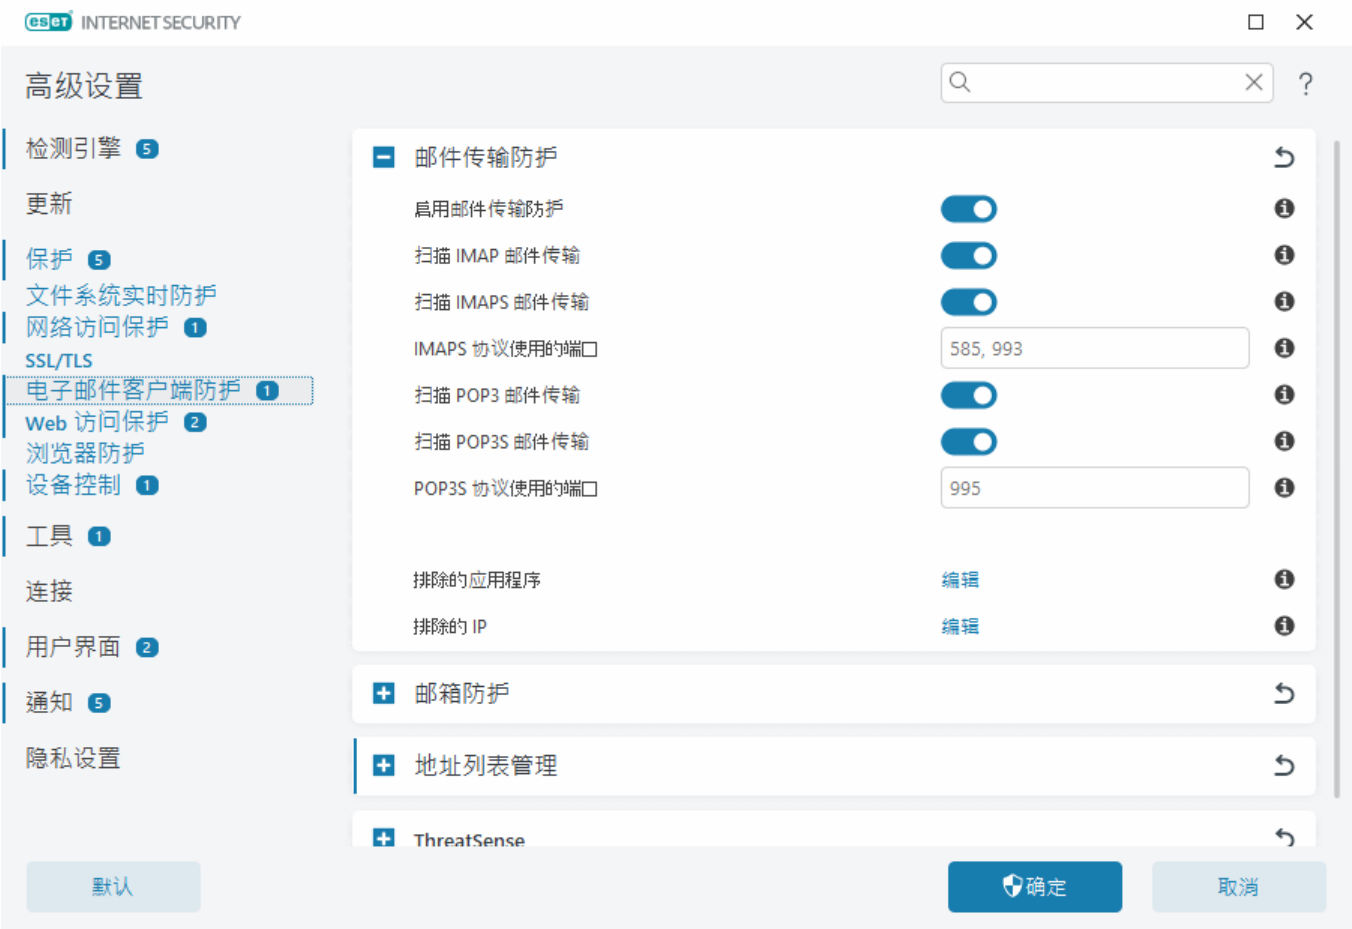 eset INTERNET SECURITY
高级设置
?
检测引擎 5
更新
保护 5
文件系统实时防护
网络访问保护 1
SSL/TLS
电子邮件客户端防护 1
Web 访问保护 2
浏览器防护
设备控制 1
工具 1
连接
用户界面 2
通知 5
隐私设置
邮件传输防护
启用邮件传输防护
扫描 IMAP 邮件传输
扫描 IMAPS 邮件传输
IMAPS 协议使用的端口 585, 993
扫描 POP3 邮件传输
扫描 POP3S 邮件传输
POP3S 协议使用的端口 995
排除的应用程序 编辑
排除的 IP 编辑
邮箱防护
地址列表管理
ThreatSense
默认
确定
取消